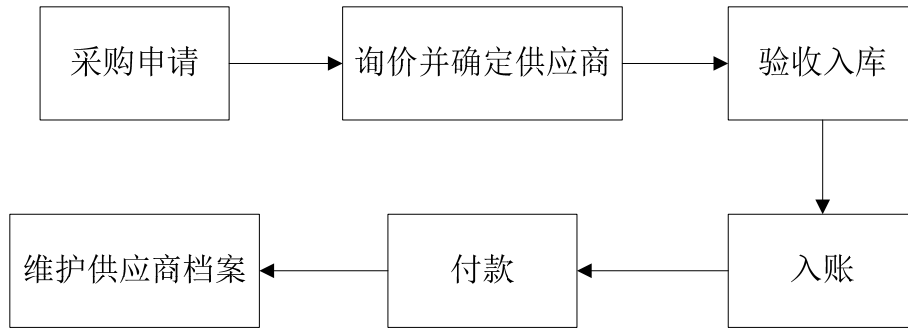 采购申请
询价并确定供应商
验收入库
维护供应商档案
付款
入账